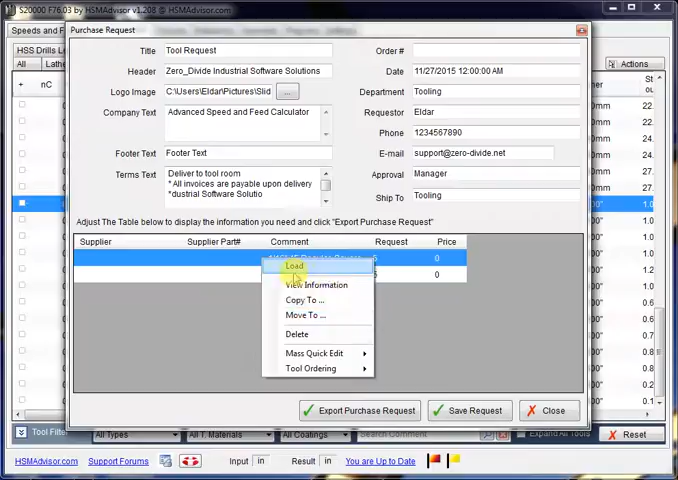 S20000 F76.03 by HSMAdvisor v1.208 @ HSMAdvisor.com
Purchase Request
Speeds and F
HSS Drills Le
All
Lathe
Actions
nC
Title
Tool Request
Order #
Header
Zero_Divide Industrial Software Solutions
Date
11/27/2015 12:00:00 AM
Logo Image
C:\Users\Eldar\Pictures\Slid
...
Department
Tooling
Company Text
Advanced Speed and Feed Calculator
Requestor
Eldar
Phone
1234567890
Footer Text
Footer Text
E-mail
support@zero-divide.net
Terms Text
Deliver to tool room
* All invoices are payable upon delivery
*dustrial Software Solutio
Approval
Manager
Ship To
Tooling
Adjust The Table below to display the information you need and click "Export Purchase Request"
Supplier
Supplier Part#
Comment
Request
Price
0
0
Load
View Information
Copy To ...
Move To ...
Delete
Mass Quick Edit
Tool Ordering
Export Purchase Request
Save Request
Close
Tool Filter
All Types
All T. Materials
All Coatings
Search Comment
Expand All Tools
Reset
HSMAdvisor.com
Support Forums
Input
in
Result
in
You are Up to Date